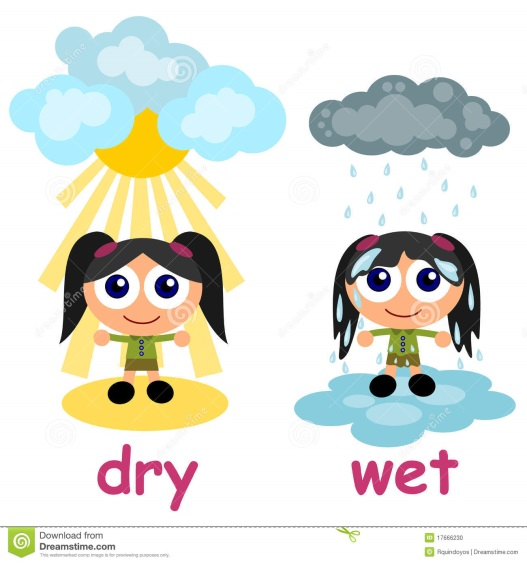 dry wet
Download from
Dreamstime.com
This watermarked comp image is for previewing purposes only.
17666230
Rquindoyos | Dreamstime.com